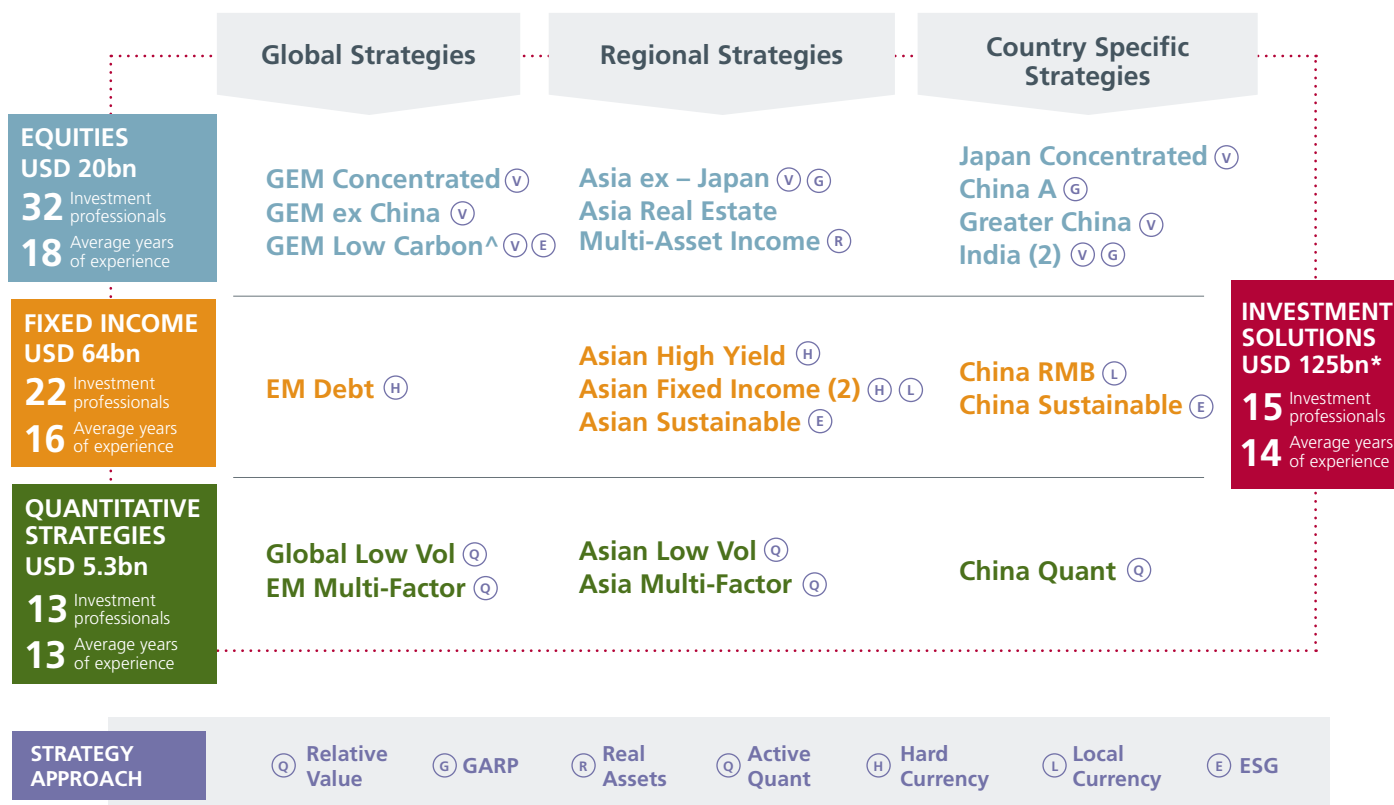 Global Strategies
Regional Strategies
Country Specific
Strategies
EQUITIES
USD 20bn
32 Investment
professionals
18 Average years
of experience
GEM Concentrated V
GEM ex China V
GEM Low Carbon^ V E
Asia ex – Japan V G
Asia Real Estate
Multi-Asset Income R
Japan Concentrated V
China A G
Greater China V
India (2) V G
FIXED INCOME
USD 64bn
22 Investment
professionals
16 Average years
of experience
EM Debt H
Asian High Yield H
Asian Fixed Income (2) H L
Asian Sustainable E
China RMB L
China Sustainable E
INVESTMENT
SOLUTIONS
USD 125bn*
15 Investment
professionals
14 Average years
of experience
QUANTITATIVE
STRATEGIES
USD 5.3bn
13 Investment
professionals
13 Average years
of experience
Global Low Vol Q
EM Multi-Factor Q
Asian Low Vol Q
Asia Multi-Factor Q
China Quant Q
STRATEGY
APPROACH
Q Relative
Value
G GARP
R Real
Assets
Q Active
Quant
H Hard
Currency
L Local
Currency
E ESG